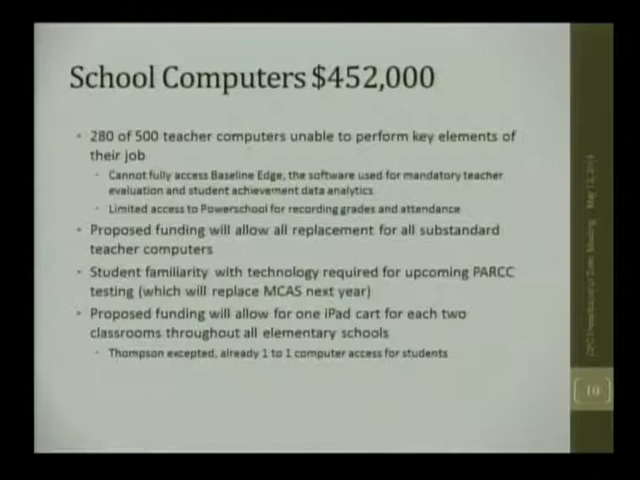 School Computers $452,000
280 of 500 teacher computers unable to perform key elements of
their job
Cannot fully access Baseline Edge, the software used for mandatory teacher
evaluation and student achievement data analytics
Limited access to Powerschool for recording grades and attendance
Proposed funding will allow all replacement for all substandard
teacher computers
Student familiarity with technology required for upcoming PARCC
testing (which will replace MCAS next year)
Proposed funding will allow for one iPad cart for each two
classrooms throughout all elementary schools
Thompson excepted, already 1 to 1 computer access for students
Town Meeting May 12, 2014
10